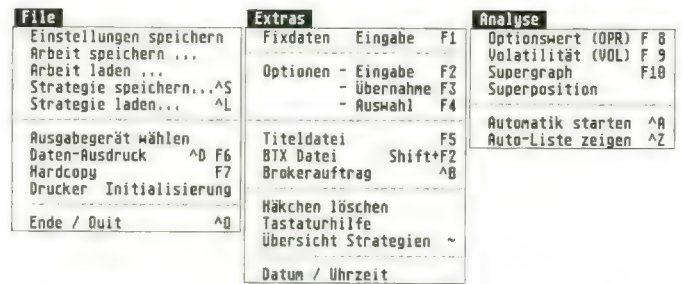 File
Einstellungen speichern
Arbeit speichern ...
Arbeit laden ...
Strategie speichern...^S
Strategie laden... ^L
Ausgabegerät wählen
Daten-Ausdruck ^D F6
Hardcopy F7
Drucker Initialisierung
Ende / Quit ^Q
Extras
Fixdaten Eingabe F1
Optionen - Eingabe F2
- Übernahme F3
- Auswahl F4
Titeldatei F5
BTX Datei Shift+F2
Brokerauftrag ^B
Häkchen löschen
Tastaturhilfe
Übersicht Strategien ~
Datum / Uhrzeit
Analyse
Optionswert (OPR) F 8
Volatilität (VOL) F 9
Supergraph F10
Superposition
Automatik starten ^A
Auto-Liste zeigen ^Z